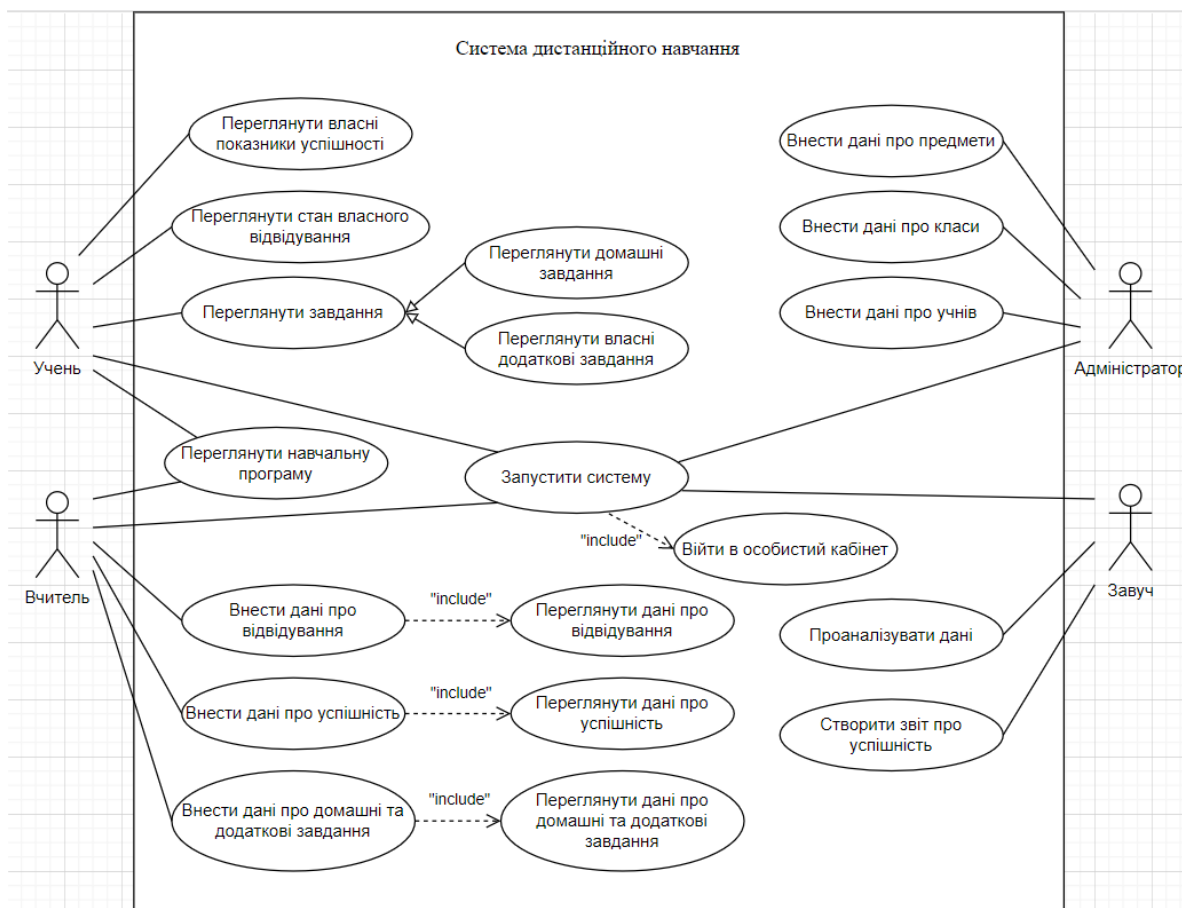 Система дистанційного навчання
Переглянути власні
показники успішності
Внести дані про предмети
Переглянути стан власного
відвідування
Внести дані про класи
Переглянути домашні
завдання
Переглянути завдання
Внести дані про учнів
Переглянути власні
додаткові завдання
Учень
Адміністратор
Переглянути навчальну
програму
Запустити систему
"include"
Війти в особистий кабінет
Вчитель
Завуч
Внести дані про
відвідування
"include"
Переглянути дані про
відвідування
Проаналізувати дані
Внести дані про успішність
"include"
Переглянути дані про
успішність
Створити звіт про
успішність
Внести дані про домашні та
додаткові завдання
"include"
Переглянути дані про
домашні та додаткові
завдання